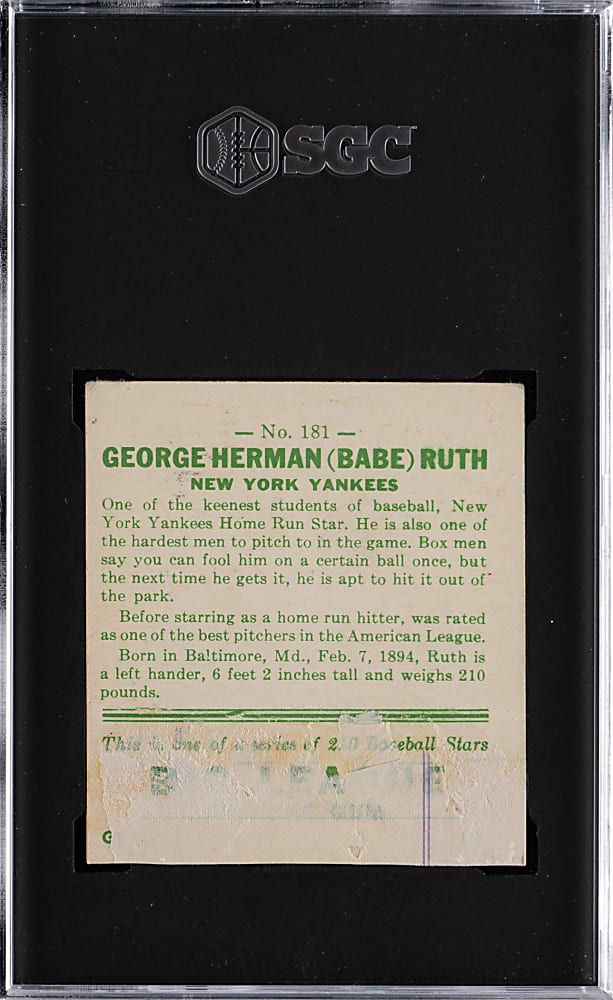 SGC
— No. 181 —
GEORGE HERMAN (BABE) RUTH
NEW YORK YANKEES
One of the keenest students of baseball, New
York Yankees Home Run Star. He is also one of
the hardest men to pitch to in the game. Box men
say you can fool him on a certain ball once, but
the next time he gets it, he is apt to hit it out of
the park.
Before starring as a home run hitter, was rated
as one of the best pitchers in the American League.
Born in Baltimore, Md., Feb. 7, 1894, Ruth is
a left hander, 6 feet 2 inches tall and weighs 210
pounds.
This is one of a series of 2 0 Baseball Stars
G